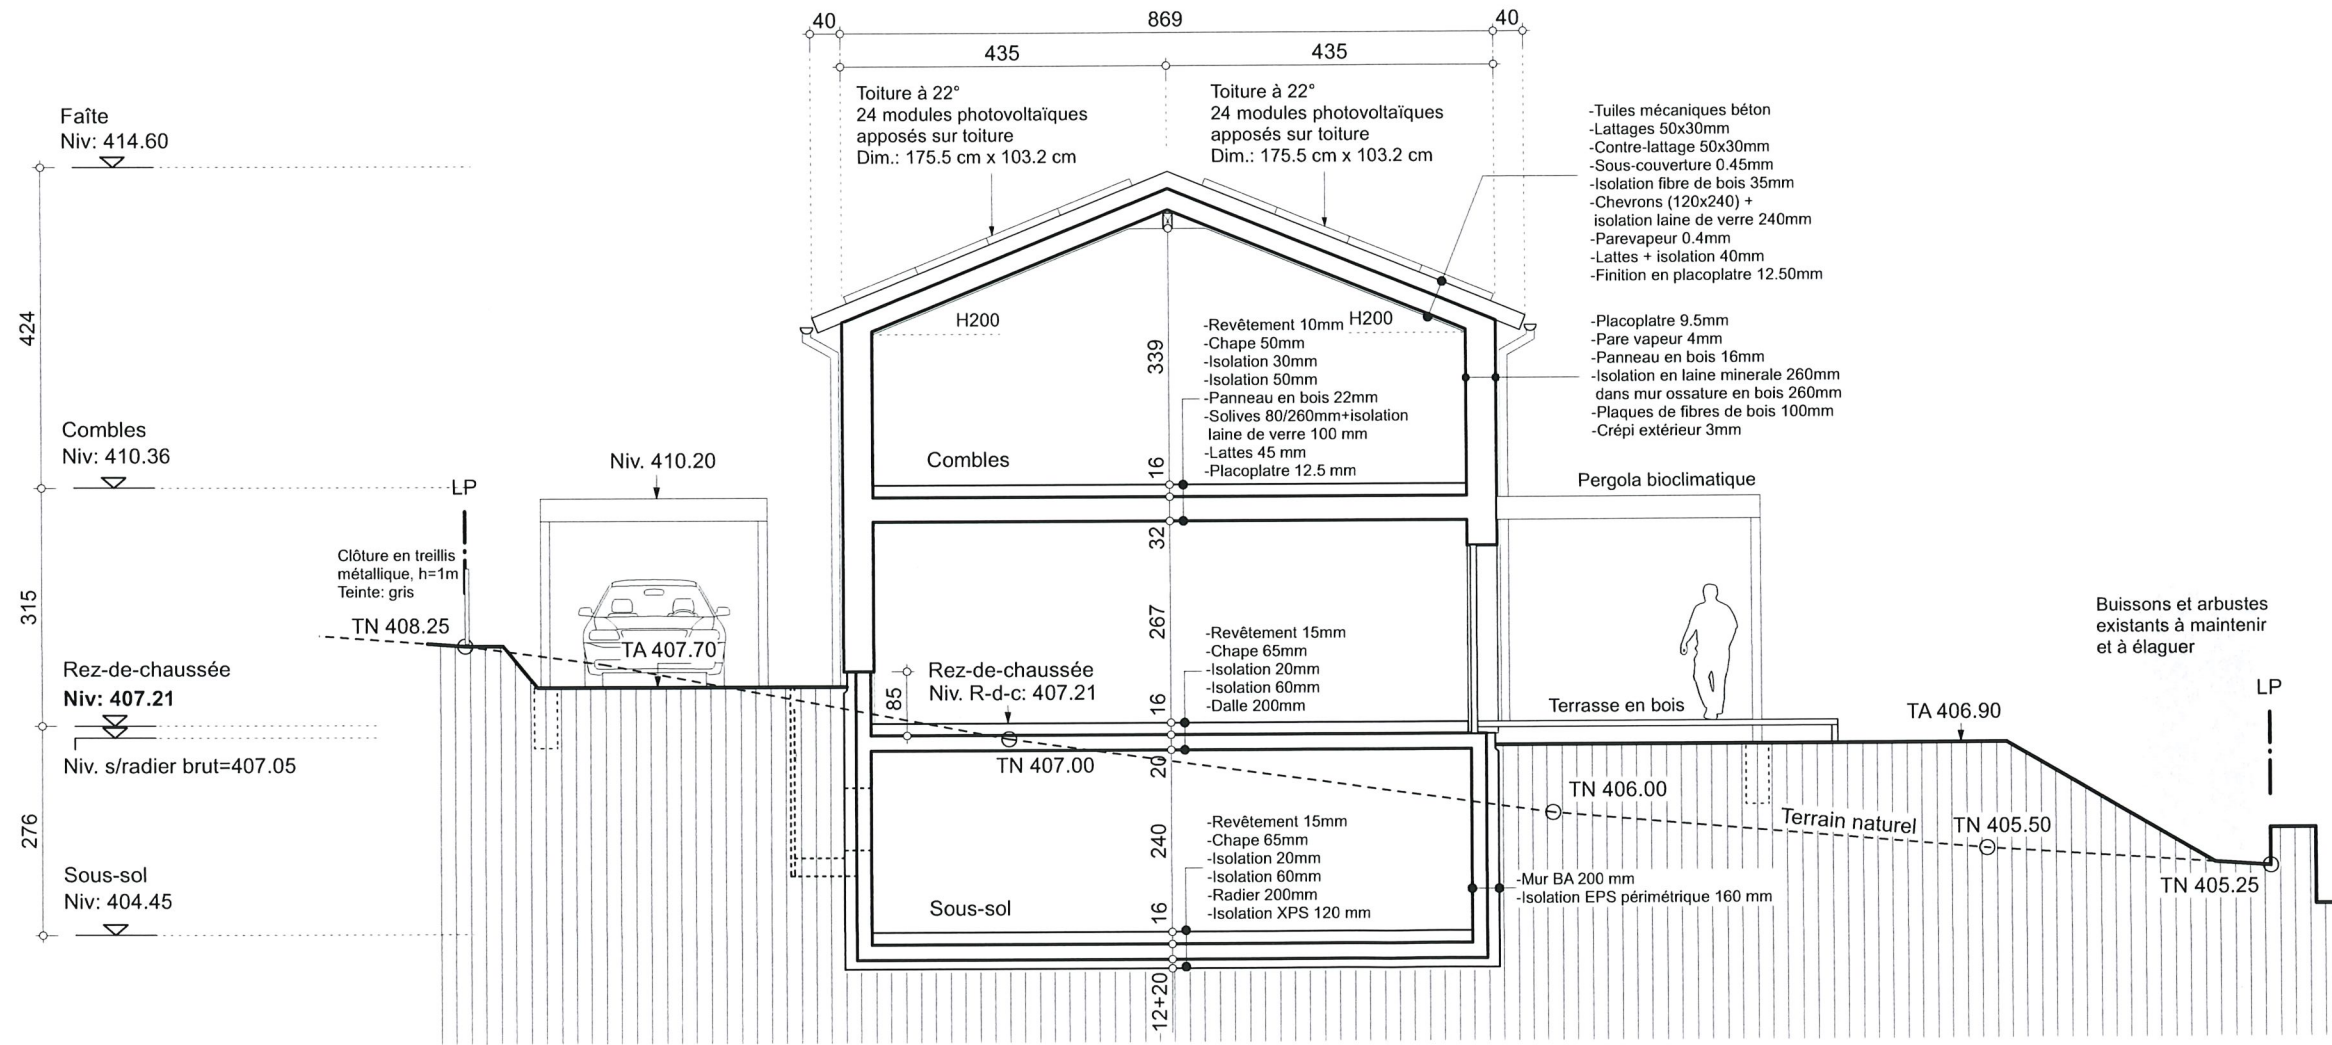 40
869
40
435
435
Toiture à 22°
24 modules photovoltaïques
apposés sur toiture
Dim.: 175.5 cm x 103.2 cm
Toiture à 22°
24 modules photovoltaïques
apposés sur toiture
Dim.: 175.5 cm x 103.2 cm
-Tuiles mécaniques béton
-Lattages 50x30mm
-Contre-lattage 50x30mm
-Sous-couverture 0.45mm
-Isolation fibre de bois 35mm
-Chevrons (120x240) +
isolation laine de verre 240mm
-Parevapeur 0.4mm
-Lattes + isolation 40mm
-Finition en placoplatre 12.50mm
Faîte
Niv: 414.60
424
H200
H200
339
-Revêtement 10mm
-Chape 50mm
-Isolation 30mm
-Isolation 50mm
-Panneau en bois 22mm
-Solives 80/260mm+isolation
laine de verre 100 mm
-Lattes 45 mm
-Placoplatre 12.5 mm
-Placoplatre 9.5mm
-Pare vapeur 4mm
-Panneau en bois 16mm
-Isolation en laine minerale 260mm
dans mur ossature en bois 260mm
-Plaques de fibres de bois 100mm
-Crépi extérieur 3mm
Combles
Niv: 410.36
LP
Niv. 410.20
Combles
16
Pergola bioclimatique
32
Clôture en treillis
métallique, h=1m
Teinte: gris
315
TN 408.25
TA 407.70
267
Buissons et arbustes
existants à maintenir
et à élaguer
Rez-de-chaussée
Niv: 407.21
85
Rez-de-chaussée
Niv. R-d-c: 407.21
16
-Revêtement 15mm
-Chape 65mm
-Isolation 20mm
-Isolation 60mm
-Dalle 200mm
Terrasse en bois
TA 406.90
LP
Niv. s/radier brut=407.05
TN 407.00
20
TN 406.00
Terrain naturel
TN 405.50
276
240
-Revêtement 15mm
-Chape 65mm
-Isolation 20mm
-Isolation 60mm
-Radier 200mm
-Isolation XPS 120 mm
-Mur BA 200 mm
-Isolation EPS périmétrique 160 mm
TN 405.25
Sous-sol
Niv: 404.45
Sous-sol
16
12+20